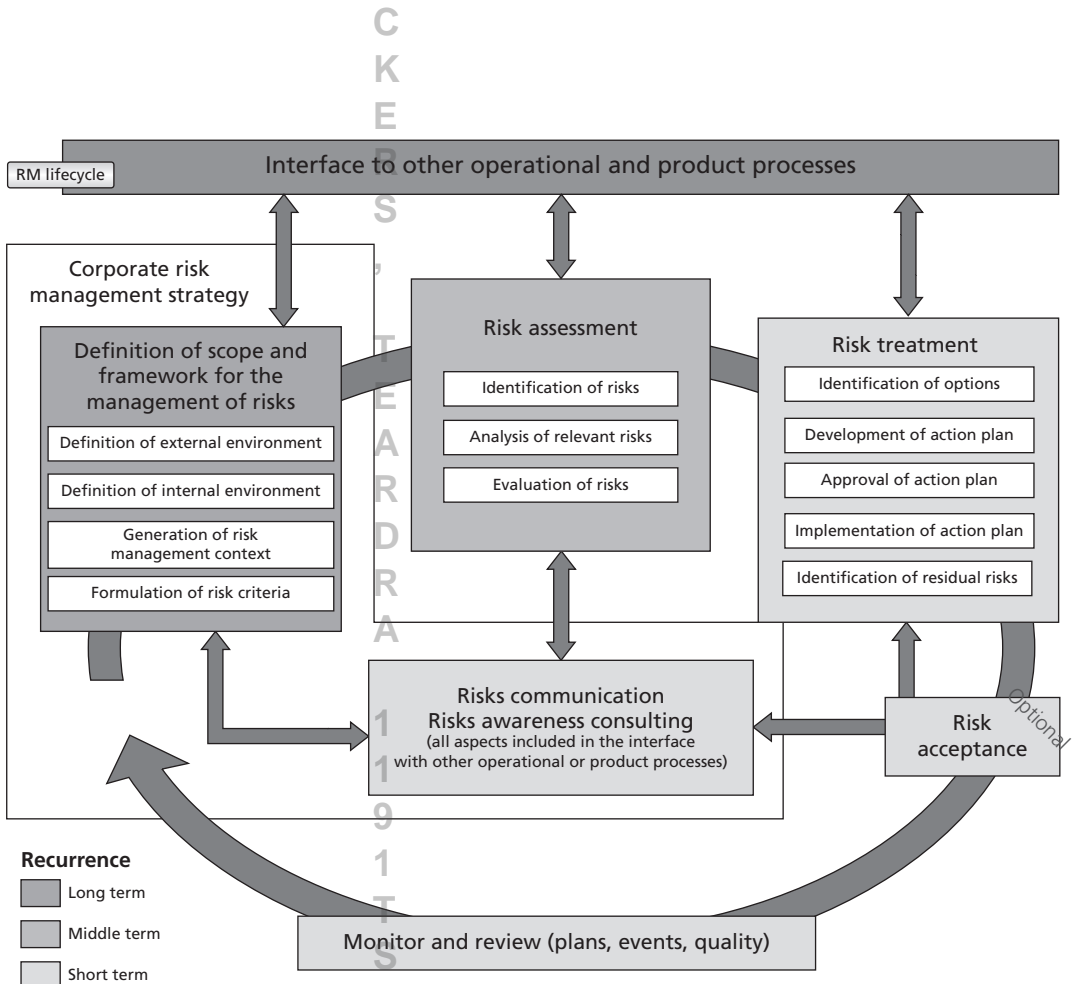 C
K
E
R
S
,
T
E
A
R
D
R
A
1
1
9
1
T
S
Interface to other operational and product processes
RM lifecycle
Corporate risk
management strategy
Definition of scope and
framework for the
management of risks
Definition of external environment
Definition of internal environment
Generation of risk
management context
Formulation of risk criteria
Risk assessment
Identification of risks
Analysis of relevant risks
Evaluation of risks
Risk treatment
Identification of options
Development of action plan
Approval of action plan
Implementation of action plan
Identification of residual risks
Risks communication
Risks awareness consulting
(all aspects included in the interface
with other operational or product processes)
Risk
acceptance
Optional
Monitor and review (plans, events, quality)
Recurrence
Long term
Middle term
Short term